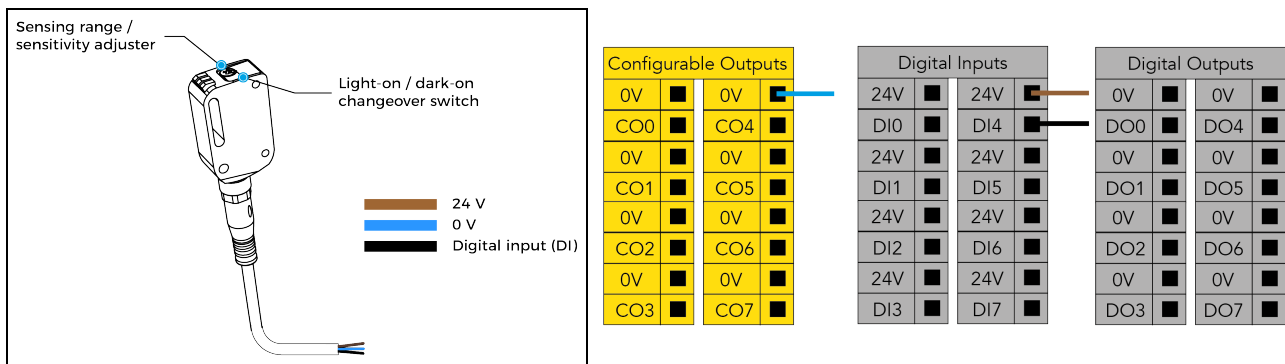 Sensing range /
sensitivity adjuster
Light-on / dark-on
changeover switch
24 V
0 V
Digital input (DI)
Configurable Outputs
0V 0V
CO0 CO4
0V 0V
CO1 CO5
0V 0V
CO2 CO6
0V 0V
CO3 CO7
Digital Inputs
24V 24V
DI0 DI4
24V 24V
DI1 DI5
24V 24V
DI2 DI6
24V 24V
DI3 DI7
Digital Outputs
0V 0V
DO0 DO4
0V 0V
DO1 DO5
0V 0V
DO2 DO6
0V 0V
DO3 DO7